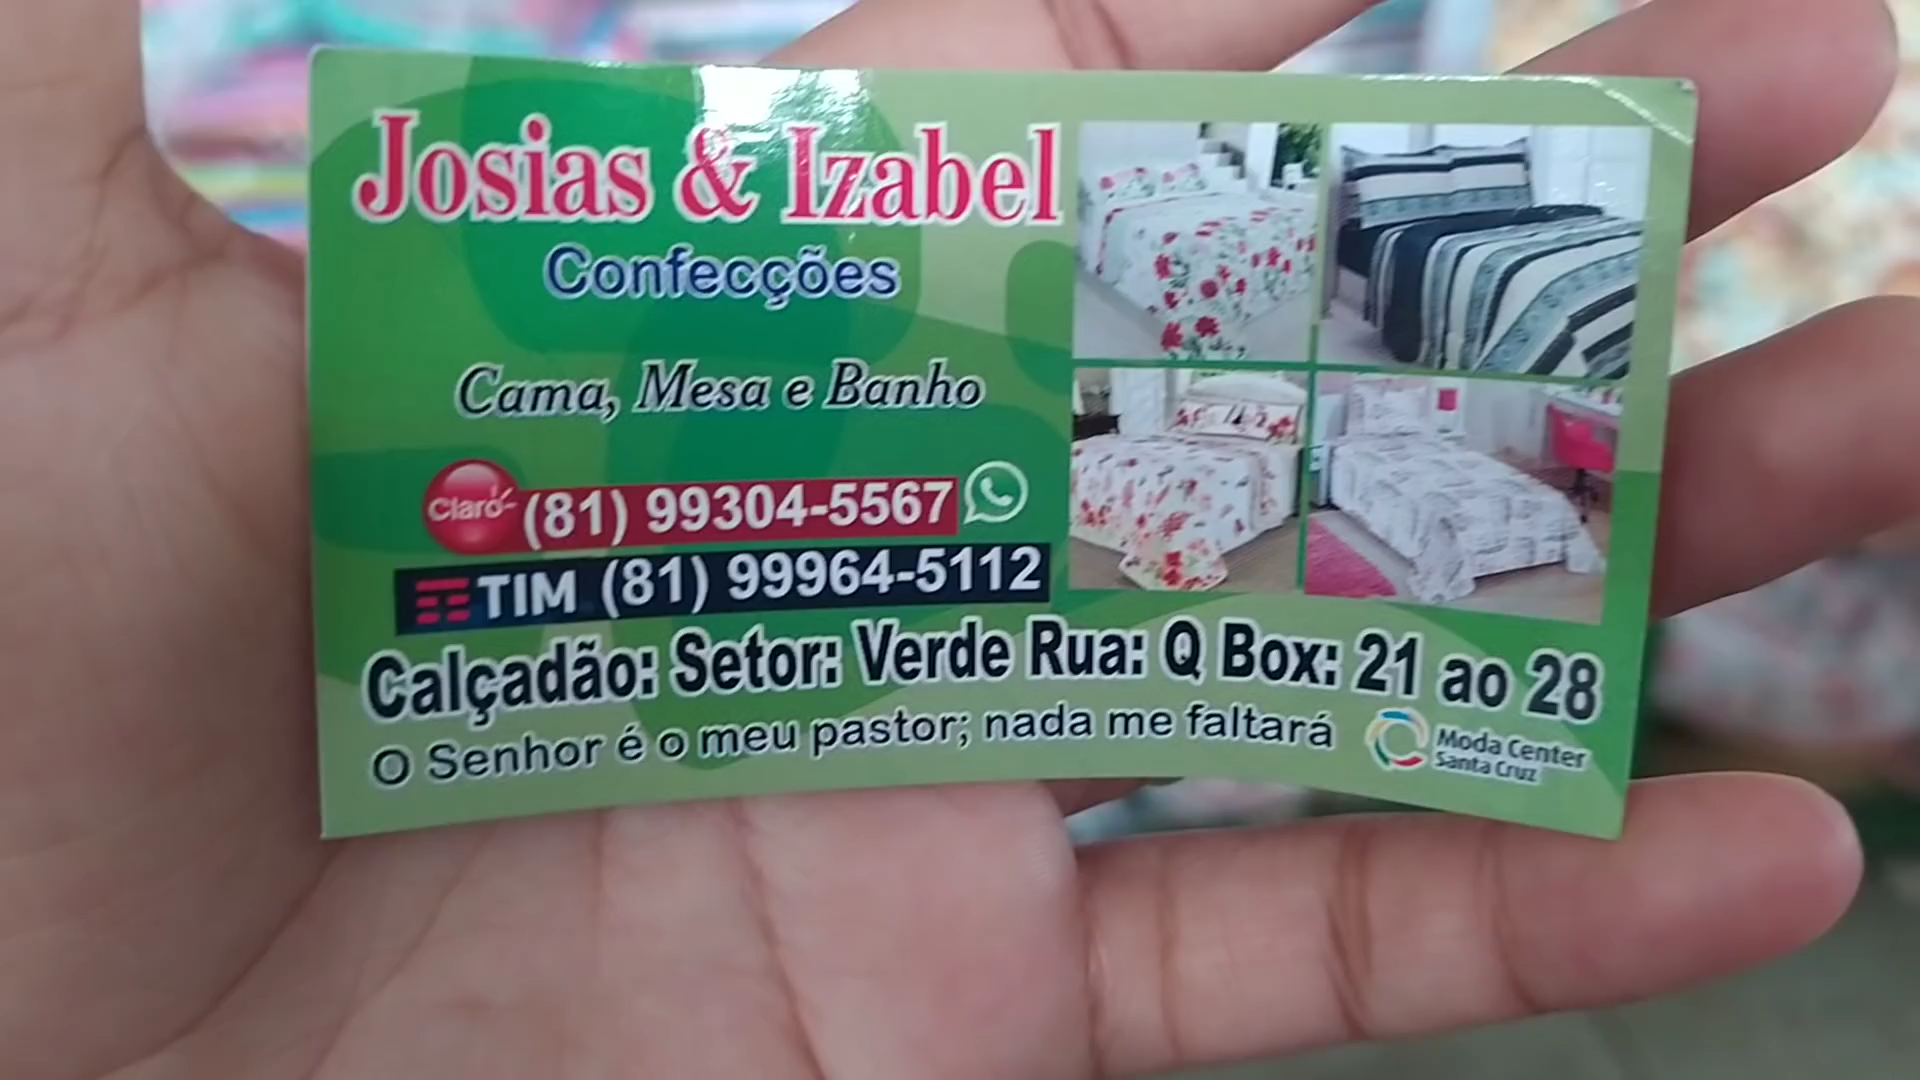 Josias & Izabel
Confecções
Cama, Mesa e Banho
Claro (81) 99304-5567
TIM (81) 99964-5112
Calçadão: Setor: Verde Rua: Q Box: 21 ao 28
O Senhor é o meu pastor; nada me faltará
Moda Center
Santa Cruz